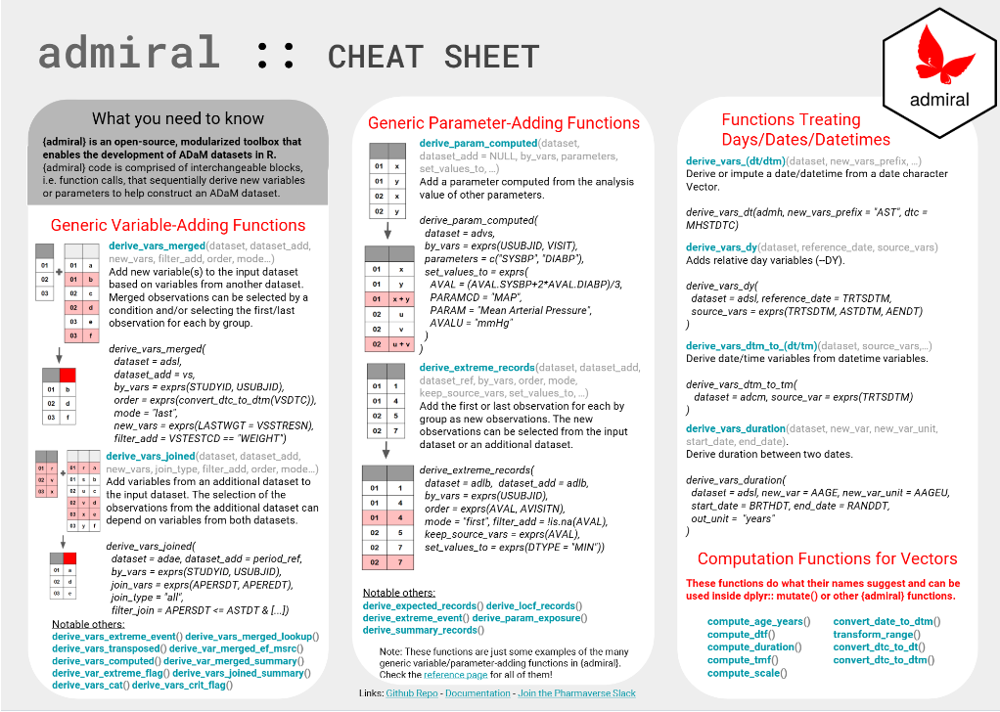 admiral :: CHEAT SHEET
admiral
What you need to know
{admiral} is an open-source, modularized toolbox that
enables the development of ADaM datasets in R.
{admiral} code is comprised of interchangeable blocks,
i.e. function calls, that sequentially derive new variables
or parameters to help construct an ADaM dataset.
Generic Variable-Adding Functions
01
02
03
+
01 a
01 b
02 c
02 d
03 e
03 f
01 b
02 d
03 f
derive_vars_merged(dataset, dataset_add,
new_vars, filter_add, order, mode...)
Add new variable(s) to the input dataset
based on variables from another dataset.
Merged observations can be selected by a
condition and/or selecting the first/last
observation for each by group.
derive_vars_merged(
dataset = adsl,
dataset_add = vs,
by_vars = exprs(STUDYID, USUBJID),
order = exprs(convert_dtc_to_dtm(VSDTC)),
mode = "last",
new_vars = exprs(LASTWGT = VSSTRESN),
filter_add = VSTESTCD == "WEIGHT")
01 r
02 v
03 x
+
01 r a
01 s b
02 u c
02 v d
03 x e
03 y f
01 a
02 d
03 e
derive_vars_joined(dataset, dataset_add,
new_vars, join_type, filter_add, order, mode...)
Add variables from an additional dataset to
the input dataset. The selection of the
observations from the additional dataset can
depend on variables from both datasets.
derive_vars_joined(
dataset = adae, dataset_add = period_ref,
by_vars = exprs(STUDYID, USUBJID),
join_vars = exprs(APERSDT, APEREDT),
join_type = "all",
filter_join = APERSDT <= ASTDT & [...])
Notable others:
derive_vars_extreme_event() derive_vars_merged_lookup()
derive_vars_transposed() derive_var_merged_ef_msrc()
derive_vars_computed() derive_var_merged_summary()
derive_var_extreme_flag() derive_vars_joined_summary()
derive_vars_cat() derive_vars_crit_flag()
Generic Parameter-Adding Functions
01 x
01 y
02 x
02 y
01 x
01 y
01 x + y
02 u
02 v
02 u + v
derive_param_computed(dataset,
dataset_add = NULL, by_vars, parameters,
set_values_to, ...)
Add a parameter computed from the analysis
value of other parameters.
derive_param_computed(
dataset = advs,
by_vars = exprs(USUBJID, VISIT),
parameters = c("SYSBP", "DIABP"),
set_values_to = exprs(
AVAL = (AVAL.SYSBP+2*AVAL.DIABP)/3,
PARAMCD = "MAP",
PARAM = "Mean Arterial Pressure",
AVALU = "mmHg"
)
)
01 1
01 4
02 5
02 7
01 1
01 4
01 4
02 5
02 7
02 7
derive_extreme_records(dataset, dataset_add,
dataset_ref, by_vars, order, mode,
keep_source_vars, set_values_to, ...)
Add the first or last observation for each by
group as new observations. The new
observations can be selected from the input
dataset or an additional dataset.
derive_extreme_records(
dataset = adlb, dataset_add = adlb,
by_vars = exprs(USUBJID),
order = exprs(AVAL, AVISITN),
mode = "first", filter_add = !is.na(AVAL),
keep_source_vars = exprs(AVAL),
set_values_to = exprs(DTYPE = "MIN"))
Notable others:
derive_expected_records() derive_locf_records()
derive_extreme_event() derive_param_exposure()
derive_summary_records()
Note: These functions are just some examples of the many
generic variable/parameter-adding functions in {admiral}.
Check the reference page for all of them!
Links: Github Repo - Documentation - Join the Pharmaverse Slack
Functions Treating
Days/Dates/Datetimes
derive_vars_(dt/dtm)(dataset, new_vars_prefix, ...)
Derive or impute a date/datetime from a date character
Vector.
derive_vars_dt(admh, new_vars_prefix = "AST", dtc =
MHSTDTC)
derive_vars_dy(dataset, reference_date, source_vars)
Adds relative day variables (--DY).
derive_vars_dy(
dataset = adsl, reference_date = TRTSDTM,
source_vars = exprs(TRTSDTM, ASTDTM, AENDT)
)
derive_vars_dtm_to_(dt/tm)(dataset, source_vars,...)
Derive date/time variables from datetime variables.
derive_vars_dtm_to_tm(
dataset = adcm, source_var = exprs(TRTSDTM)
)
derive_vars_duration(dataset, new_var, new_var_unit,
start_date, end_date).
Derive duration between two dates.
derive_vars_duration(
dataset = adsl, new_var = AAGE, new_var_unit = AAGEU,
start_date = BRTHDT, end_date = RANDDT,
out_unit = "years"
)
Computation Functions for Vectors
These functions do what their names suggest and can be
used inside dplyr:: mutate() or other {admiral} functions.
compute_age_years() convert_date_to_dtm()
compute_dtf() transform_range()
compute_duration() convert_dtc_to_dt()
compute_tmf() convert_dtc_to_dtm()
compute_scale()